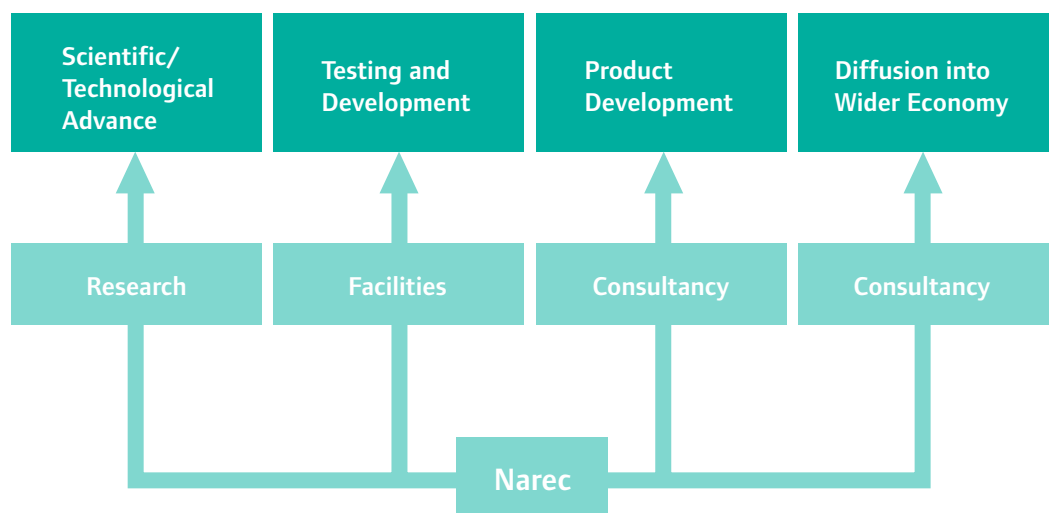 Scientific/
Technological
Advance
Testing and
Development
Product
Development
Diffusion into
Wider Economy
Research
Facilities
Consultancy
Consultancy
Narec